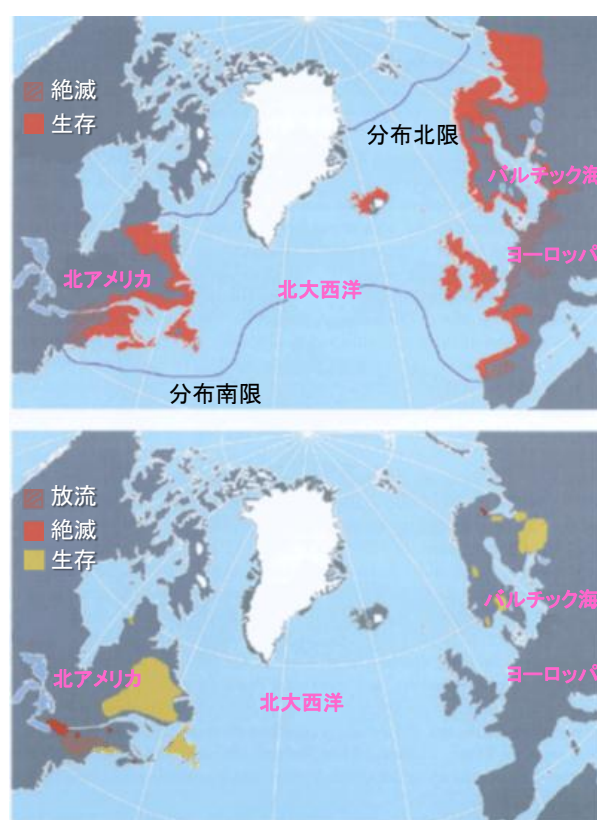 絶滅
生存
分布北限
バルチック海
ヨーロッパ
北アメリカ
北大西洋
分布南限
放流
絶滅
生存
バルチック海
北アメリカ
ヨーロッパ
北大西洋